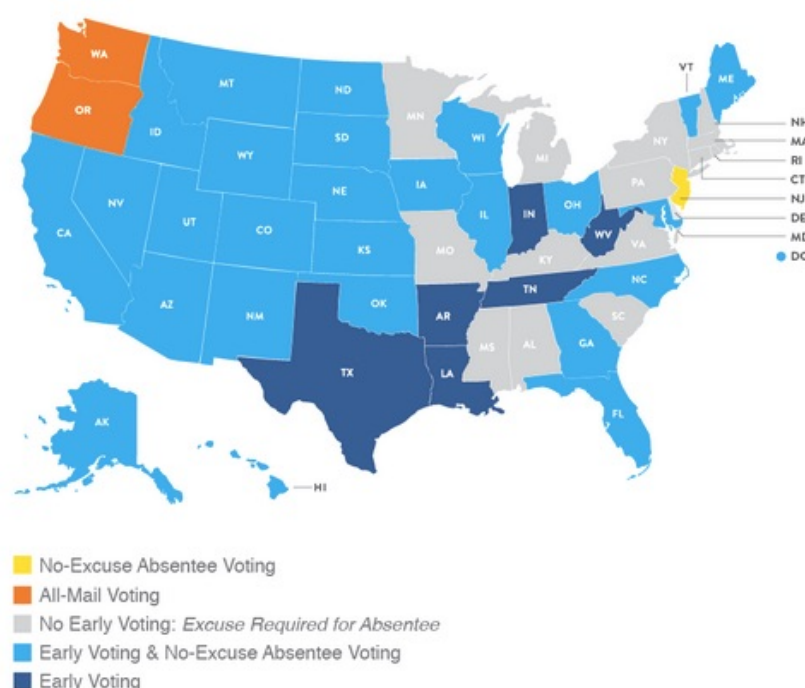 WA
OR
MT
ID
WY
ND
SD
NE
MN
WI
IA
MI
IL
IN
OH
NY
PA
VT
ME
NH
MA
RI
CT
NJ
DE
MD
DC
CA
NV
UT
CO
KS
MO
KY
WV
VA
AZ
NM
OK
AR
TN
NC
SC
TX
LA
MS
AL
GA
FL
AK
HI
No-Excuse Absentee Voting
All-Mail Voting
No Early Voting: Excuse Required for Absentee
Early Voting & No-Excuse Absentee Voting
Early Voting